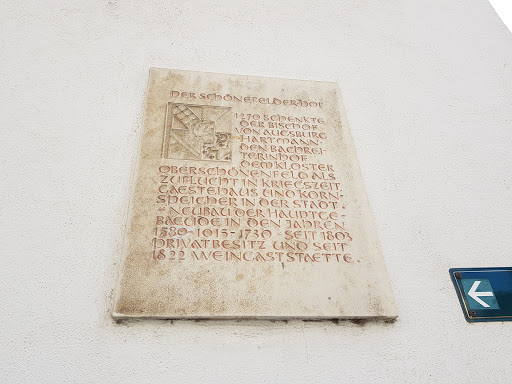 DER SCHÖNEFELDERHOF
1270 SCHENKTE
DER BISCHOF
VON AUGSBURG
HARTMANN
DEN BACHREI-
TERINHOF
DEM KLOSTER
OBERSCHÖNENFELD ALS
ZUFLUCHT IN KRIEGSZEIT
GAESTEHAUS UND KORN-
SPEICHER IN DER STADT
- NEUBAU DER HAUPTGE-
BAEUDE IN DEN JAHREN
1580-1615-1730 - SEIT 1803
PRIVATBESITZ UND SEIT
1822 WEINGASTSTAETTE.